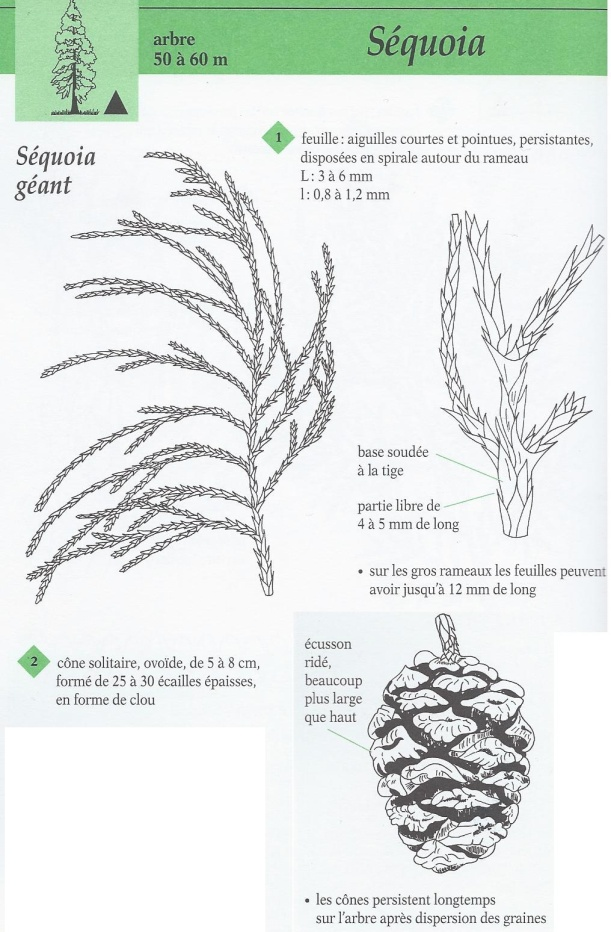 arbre
50 à 60 m
Séquoia
Séquoia
géant
1
feuille : aiguilles courtes et pointues, persistantes,
disposées en spirale autour du rameau
L : 3 à 6 mm
l : 0,8 à 1,2 mm
base soudée
à la tige
partie libre de
4 à 5 mm de long
• sur les gros rameaux les feuilles peuvent
avoir jusqu'à 12 mm de long
2
cône solitaire, ovoïde, de 5 à 8 cm,
formé de 25 à 30 écailles épaisses,
en forme de clou
écusson
ridé,
beaucoup
plus large
que haut
• les cônes persistent longtemps
sur l'arbre après dispersion des graines